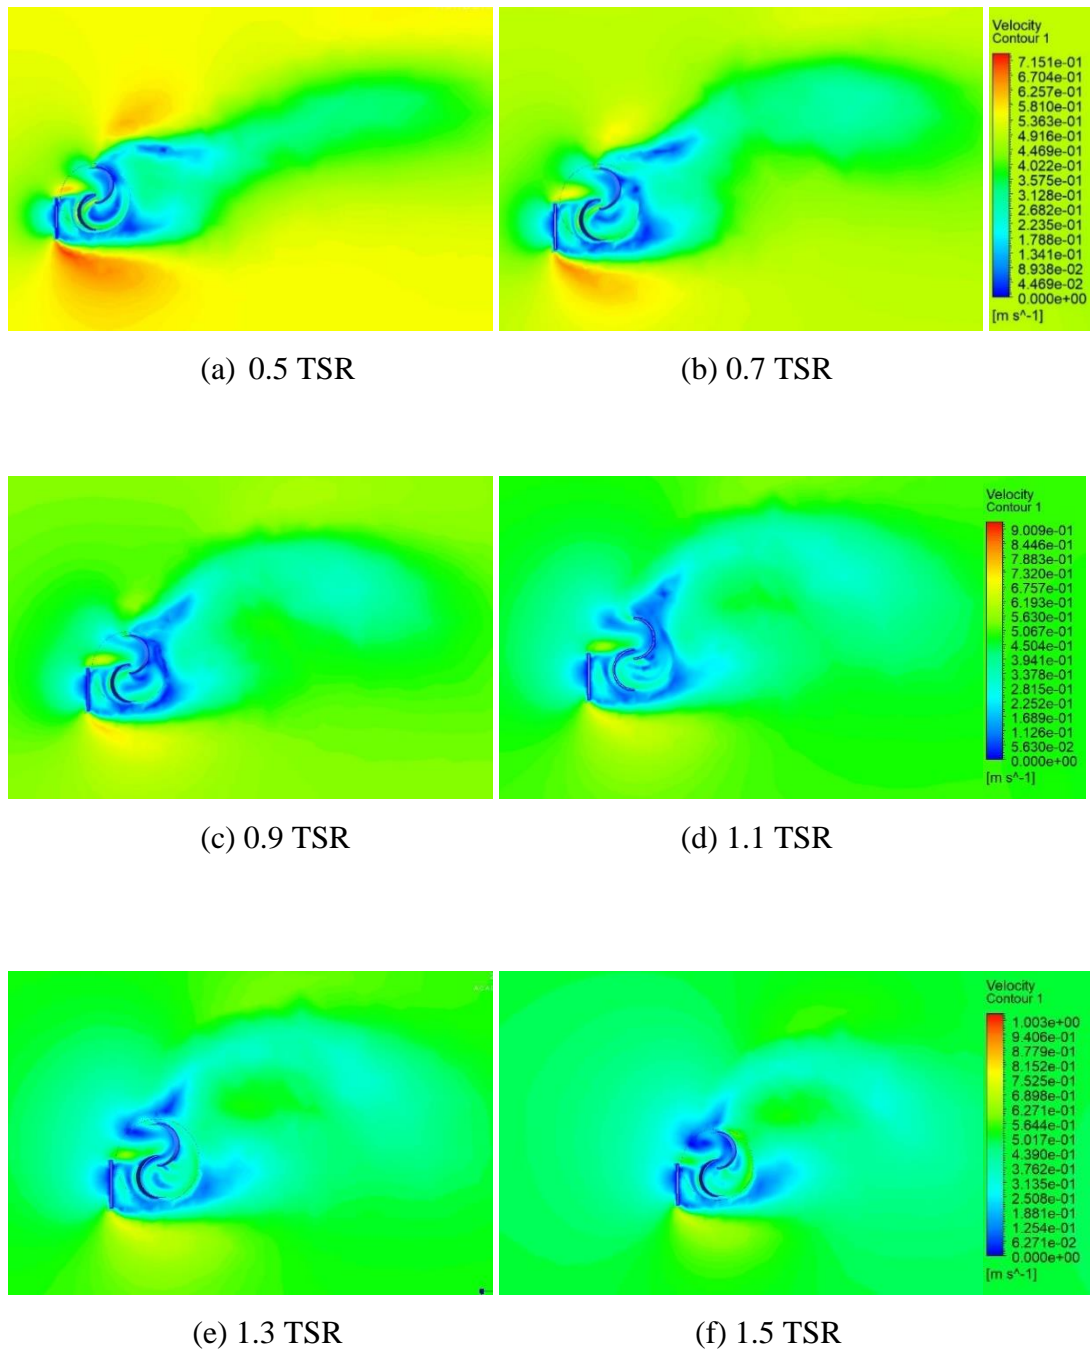 Velocity
Contour 1
7.151e-01
6.704e-01
6.257e-01
5.810e-01
5.363e-01
4.916e-01
4.469e-01
4.022e-01
3.575e-01
3.128e-01
2.682e-01
2.235e-01
1.788e-01
1.341e-01
8.938e-02
4.469e-02
0.000e+00
[m s^-1]
(a) 0.5 TSR
(b) 0.7 TSR
Velocity
Contour 1
9.009e-01
8.446e-01
7.883e-01
7.320e-01
6.757e-01
6.193e-01
5.630e-01
5.067e-01
4.504e-01
3.941e-01
3.378e-01
2.815e-01
2.252e-01
1.689e-01
1.126e-01
5.630e-02
0.000e+00
[m s^-1]
(c) 0.9 TSR
(d) 1.1 TSR
Velocity
Contour 1
1.003e+00
9.406e-01
8.779e-01
8.152e-01
7.525e-01
6.898e-01
6.271e-01
5.644e-01
5.017e-01
4.390e-01
3.762e-01
3.135e-01
2.508e-01
1.881e-01
1.254e-01
6.271e-02
0.000e+00
[m s^-1]
(e) 1.3 TSR
(f) 1.5 TSR